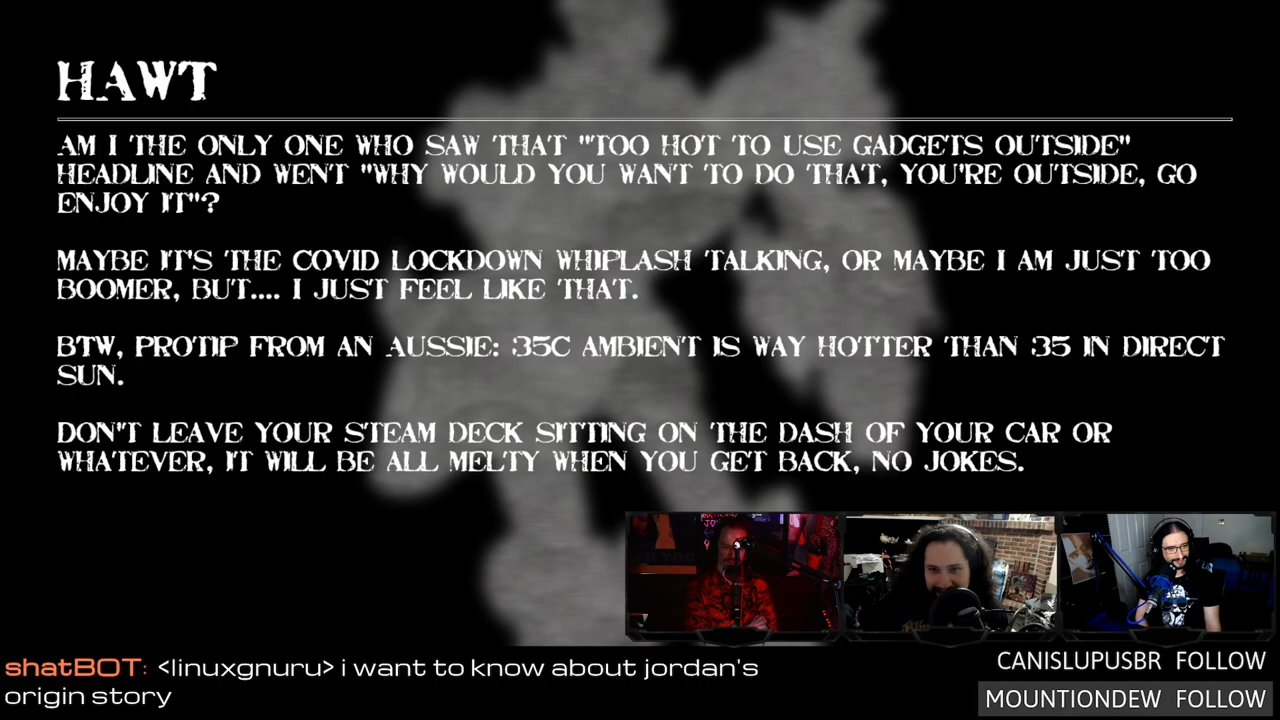 HAWT
AM I THE ONLY ONE WHO SAW THAT "TOO HOT TO USE GADGETS OUTSIDE"
HEADLINE AND WENT "WHY WOULD YOU WANT TO DO THAT, YOU'RE OUTSIDE, GO
ENJOY IT"?
MAYBE IT'S THE COVID LOCKDOWN WHIPLASH TALKING, OR MAYBE I AM JUST TOO
BOOMER, BUT.... I JUST FEEL LIKE THAT.
BTW, PROTIP FROM AN AUSSIE: 35C AMBIENT IS WAY HOTTER THAN 35 IN DIRECT
SUN.
DON'T LEAVE YOUR STEAM DECK SITTING ON THE DASH OF YOUR CAR OR
WHATEVER, IT WILL BE ALL MELTY WHEN YOU GET BACK, NO JOKES.
shatBOT: <linuxgnuru> i want to know about jordan's
origin story
CANISLUPUSBR FOLLOW
MOUNTIONDEW FOLLOW